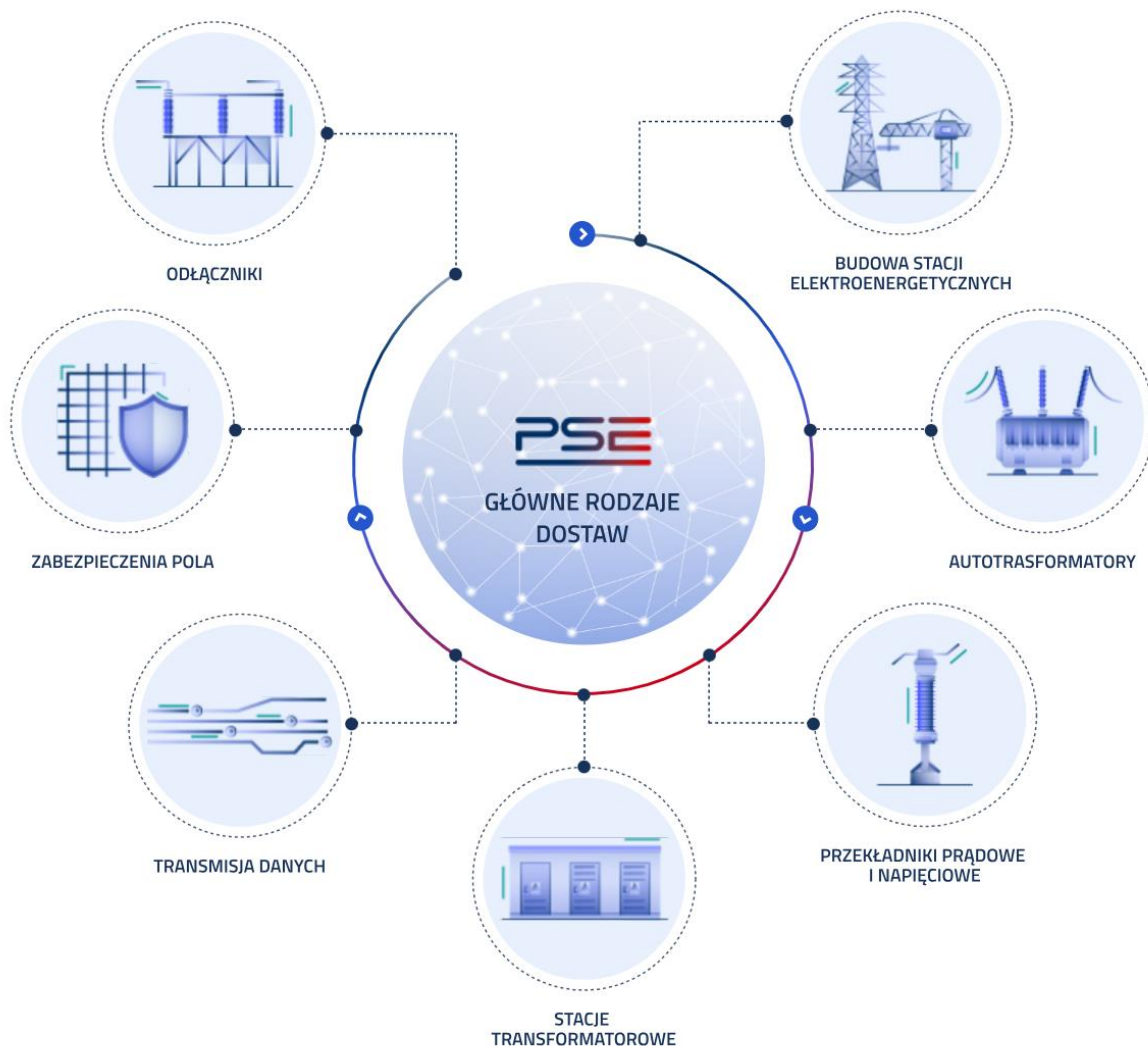 PSE
GŁÓWNE RODZAJE
DOSTAW
BUDOWA STACJI
ELEKTROENERGETYCZNYCH
AUTOTRASFORMATORY
PRZEKŁADNIKI PRĄDOWE
I NAPIĘCIOWE
STACJE
TRANSFORMATOROWE
TRANSMISJA DANYCH
ZABEZPIECZENIA POLA
ODŁĄCZNIKI